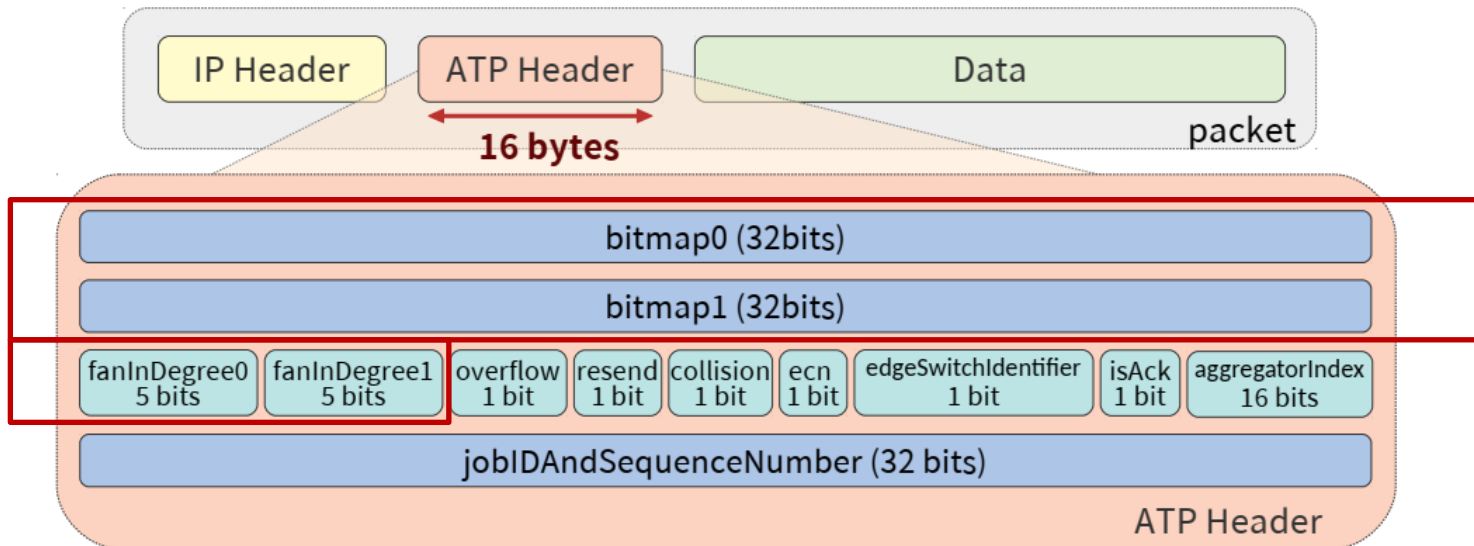 IP Header ATP Header Data
16 bytes packet
bitmap0 (32bits)
bitmap1 (32bits)
fanInDegree0 fanInDegree1 overflow resend collision ecn edgeSwitchIdentifier isAck aggregatorIndex
5 bits 5 bits 1 bit 1 bit 1 bit 1 bit 1 bit 1 bit 16 bits
jobIDAndSequenceNumber (32 bits)
ATP Header